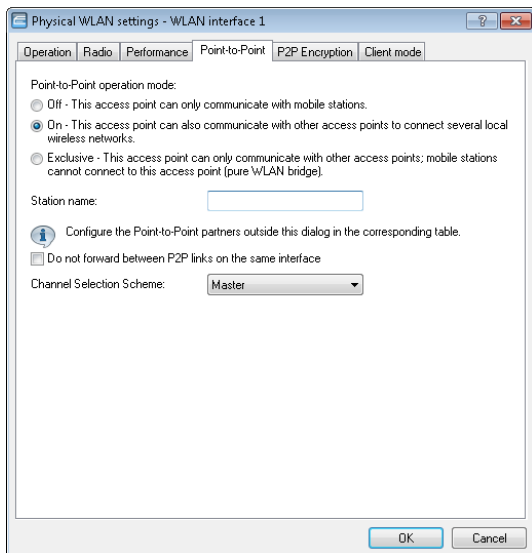 Physical WLAN settings - WLAN interface 1
Operation Radio Performance Point-to-Point P2P Encryption Client mode
Point-to-Point operation mode:
Off - This access point can only communicate with mobile stations.
On - This access point can also communicate with other access points to connect several local
wireless networks.
Exclusive - This access point can only communicate with other access points; mobile stations
cannot connect to this access point (pure WLAN bridge).
Station name:
Configure the Point-to-Point partners outside this dialog in the corresponding table.
Do not forward between P2P links on the same interface
Channel Selection Scheme: Master
OK Cancel